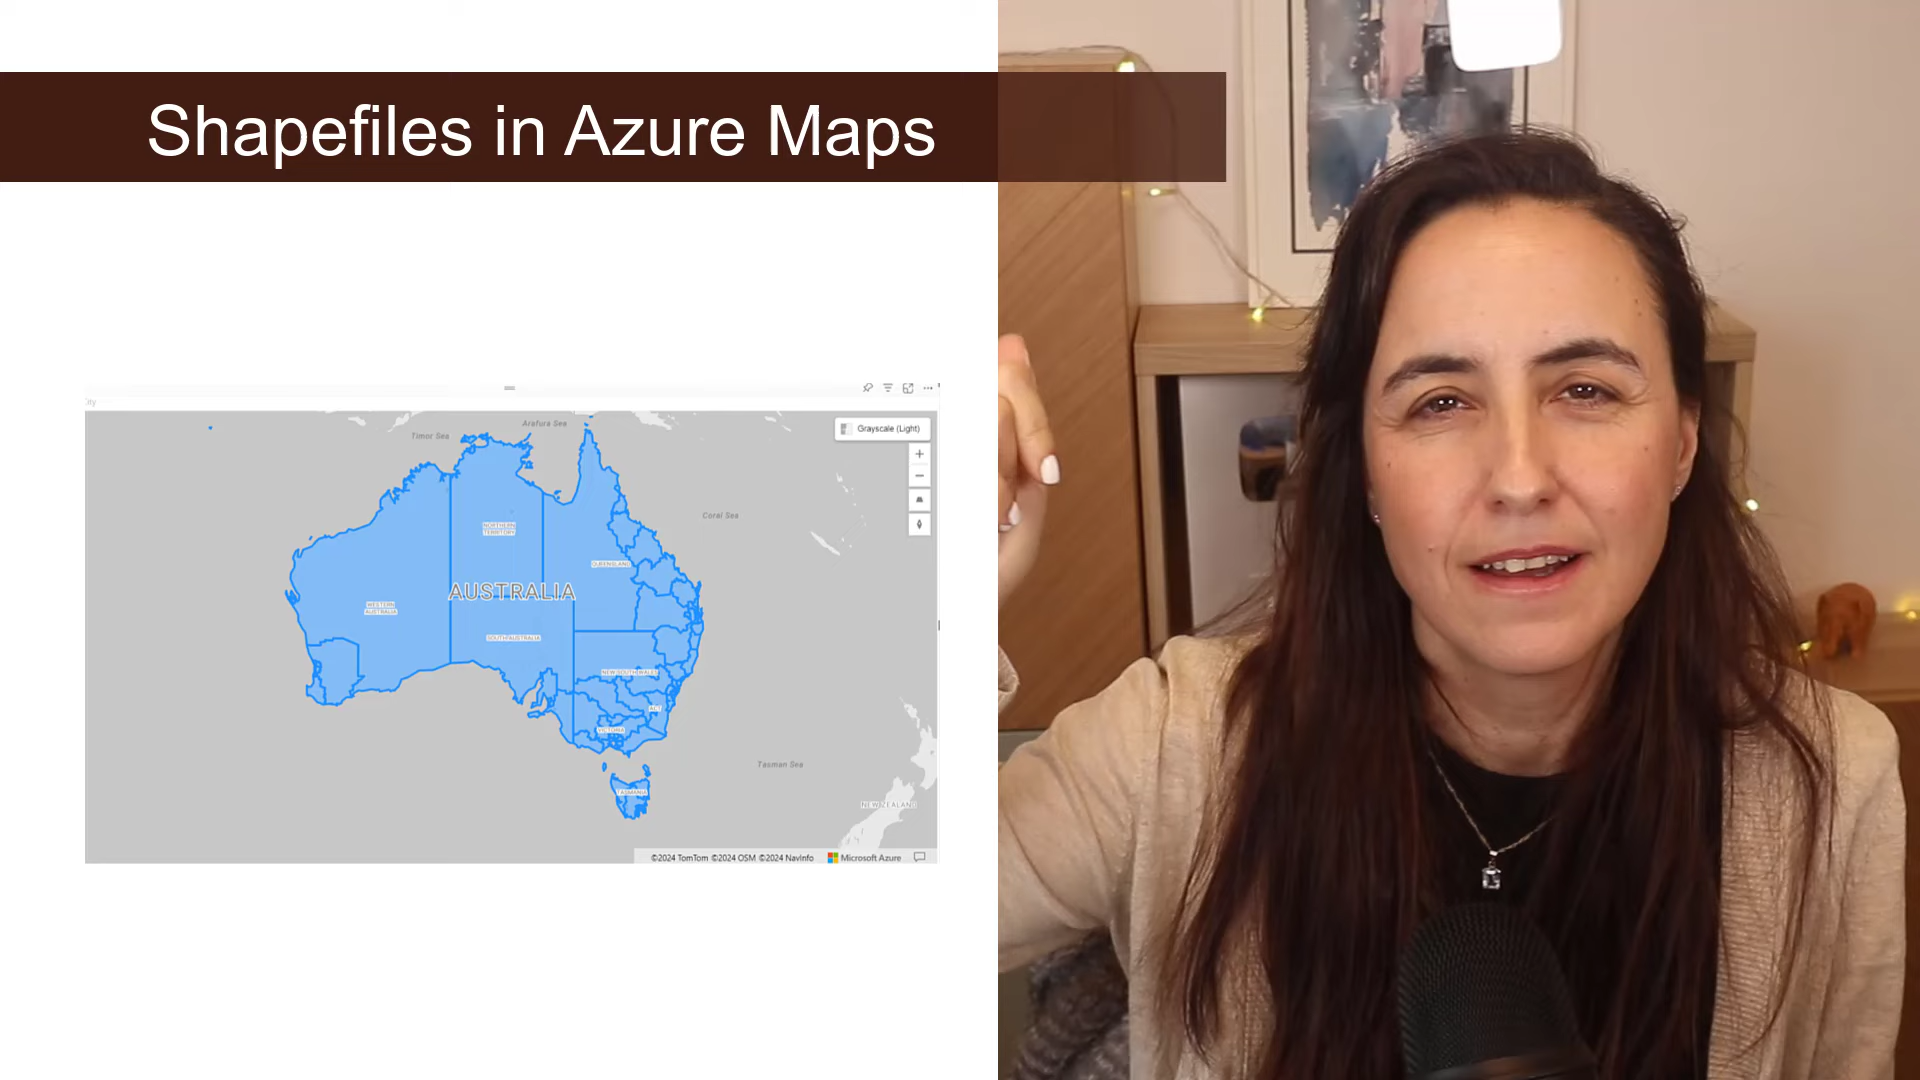 Shapefiles in Azure Maps
ity
Grayscale (Light)
Timor Sea
Arafura Sea
Coral Sea
NORTHERN
TERRITORY
QUEENSLAND
AUSTRALIA
WESTERN
AUSTRALIA
SOUTH AUSTRALIA
NEW SOUTH WALES
ACT
VICTORIA
Tasman Sea
TASMANIA
NEW ZEALAND
©2024 TomTom ©2024 OSM ©2024 NavInfo Microsoft Azure